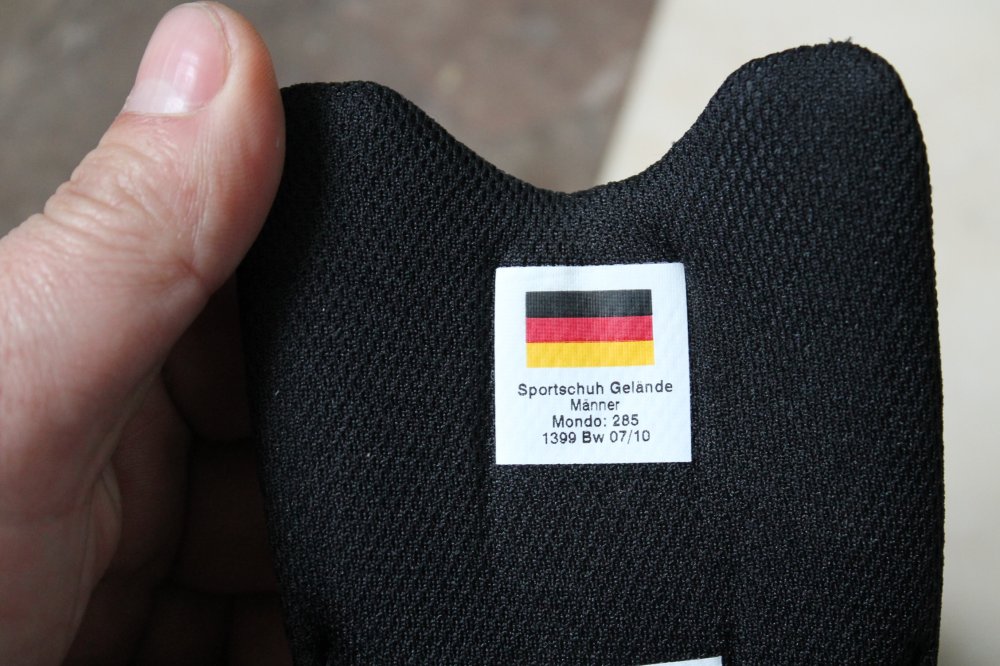 Sportschuh Gelände
Männer
Mondo: 285
1399 Bw 07/10